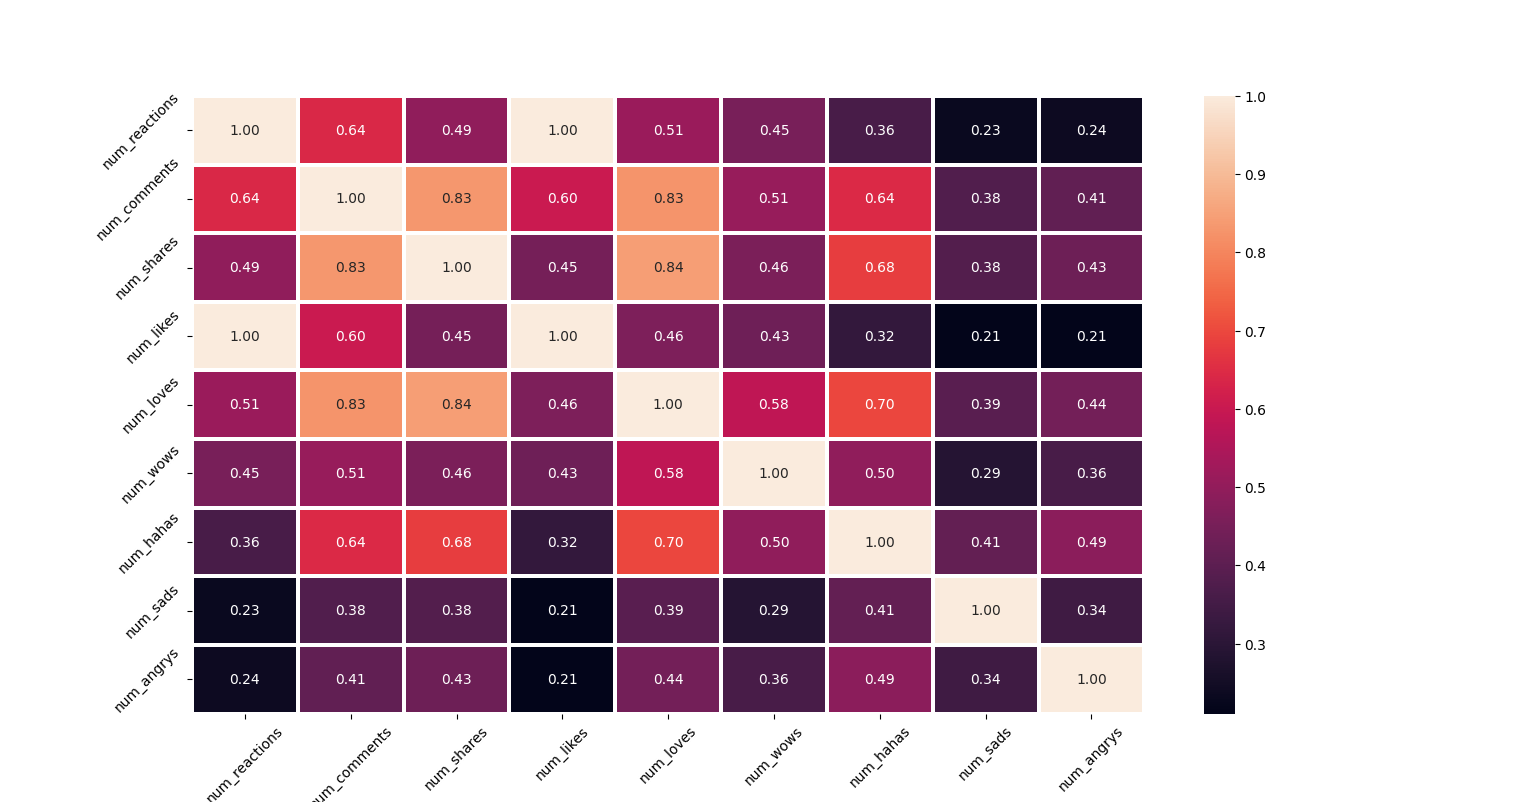 num_reactions 1.00 0.64 0.49 1.00 0.51 0.45 0.36 0.23 0.24
num_comments 0.64 1.00 0.83 0.60 0.83 0.51 0.64 0.38 0.41
num_shares 0.49 0.83 1.00 0.45 0.84 0.46 0.68 0.38 0.43
num_likes 1.00 0.60 0.45 1.00 0.46 0.43 0.32 0.21 0.21
num_loves 0.51 0.83 0.84 0.46 1.00 0.58 0.70 0.39 0.44
num_wows 0.45 0.51 0.46 0.43 0.58 1.00 0.50 0.29 0.36
num_hahas 0.36 0.64 0.68 0.32 0.70 0.50 1.00 0.41 0.49
num_sads 0.23 0.38 0.38 0.21 0.39 0.29 0.41 1.00 0.34
num_angrys 0.24 0.41 0.43 0.21 0.44 0.36 0.49 0.34 1.00
num_reactions num_comments num_shares num_likes num_loves num_wows num_hahas num_sads num_angrys
1.0
0.9
0.8
0.7
0.6
0.5
0.4
0.3